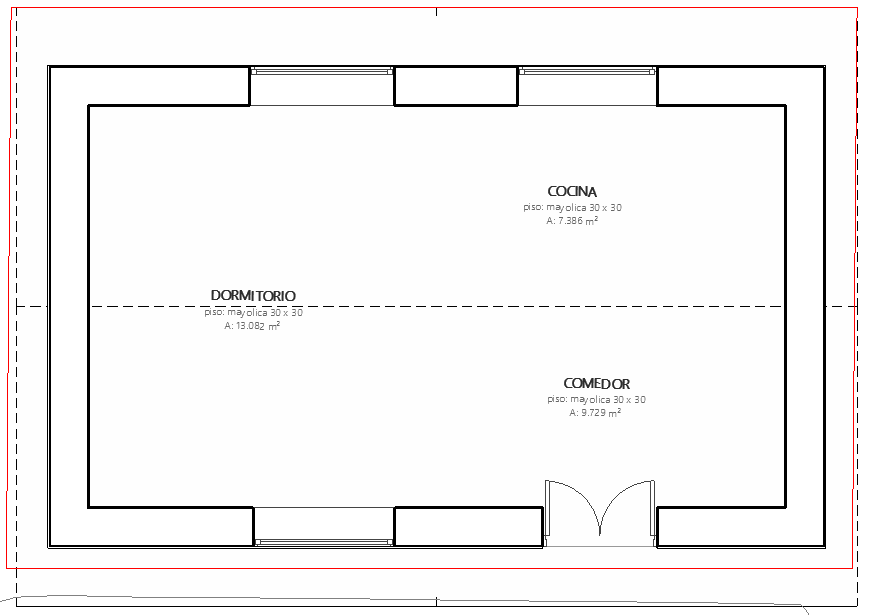 COCINA
piso: mayolica 30 x 30
A: 7.386 m²
DORMITORIO
piso: mayolica 30 x 30
A: 13.082 m²
COMEDOR
piso: mayolica 30 x 30
A: 9.729 m²